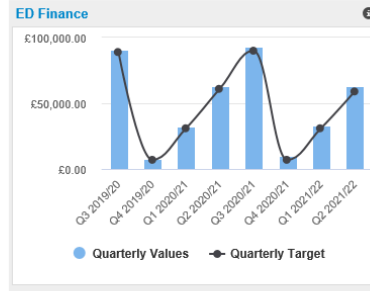 ED Finance
£100,000.00
£50,000.00
£0.00
Q3 2019/20
Q4 2019/20
Q1 2020/21
Q2 2020/21
Q3 2020/21
Q4 2020/21
Q1 2021/22
Q2 2021/22
Quarterly Values
Quarterly Target